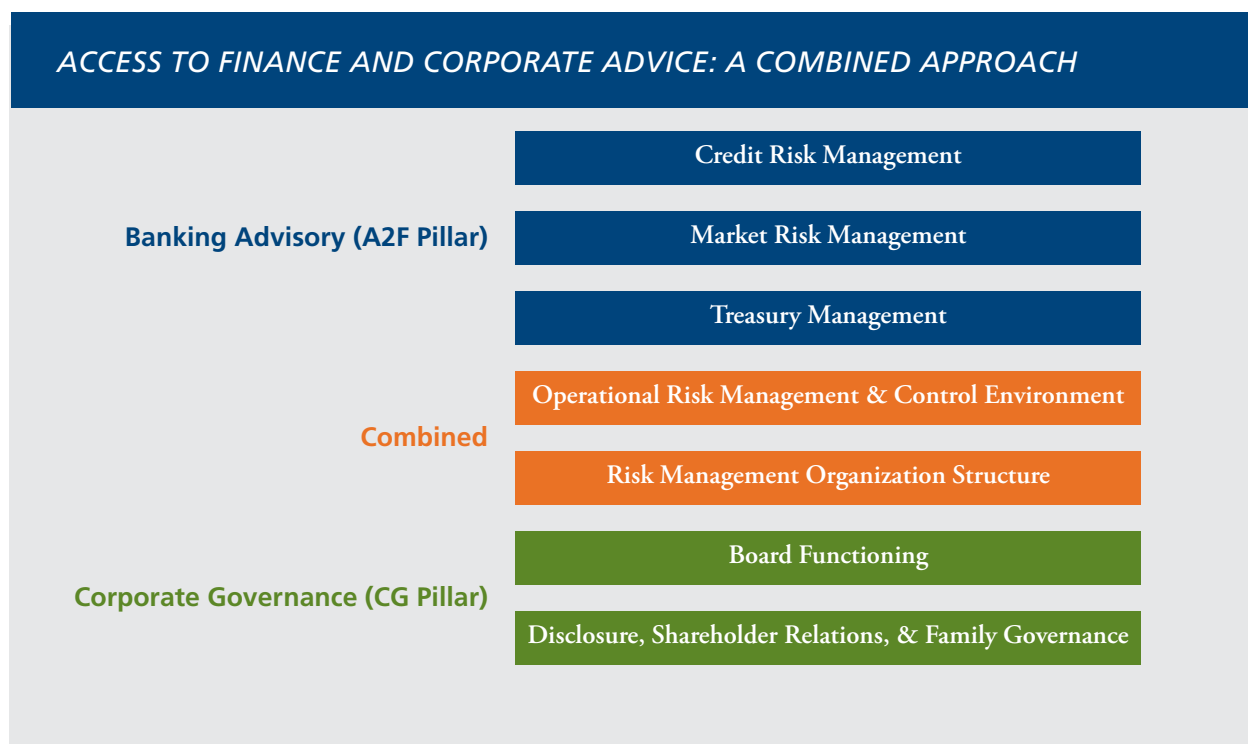 ACCESS TO FINANCE AND CORPORATE ADVICE: A COMBINED APPROACH
Banking Advisory (A2F Pillar)
Credit Risk Management
Market Risk Management
Treasury Management
Combined
Operational Risk Management & Control Environment
Risk Management Organization Structure
Corporate Governance (CG Pillar)
Board Functioning
Disclosure, Shareholder Relations, & Family Governance